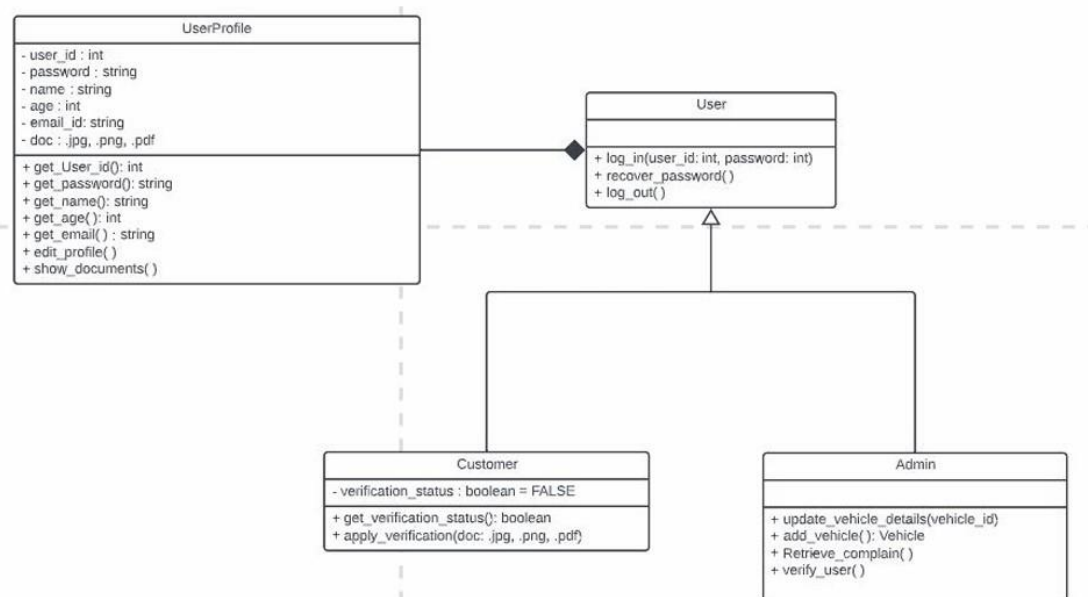 UserProfile
- user_id : int
- password : string
- name : string
- age : int
- email_id: string
- doc : .jpg, .png, .pdf
+ get_User_id(): int
+ get_password(): string
+ get_name(): string
+ get_age( ): int
+ get_email( ) : string
+ edit_profile( )
+ show_documents( )
User
+ log_in(user_id: int, password: int)
+ recover_password( )
+ log_out( )
Customer
- verification_status : boolean = FALSE
+ get_verification_status(): boolean
+ apply_verification(doc: .jpg, .png, .pdf)
Admin
+ update_vehicle_details(vehicle_id)
+ add_vehicle( ): Vehicle
+ Retrieve_complain( )
+ verify_user( )